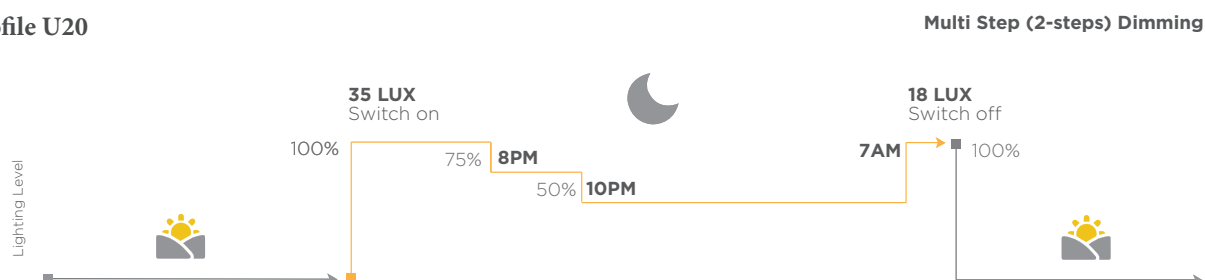 ofile U20
Multi Step (2-steps) Dimming
35 LUX
Switch on
18 LUX
Switch off
100%
75%
8PM
50%
10PM
7AM
100%
Lighting Level